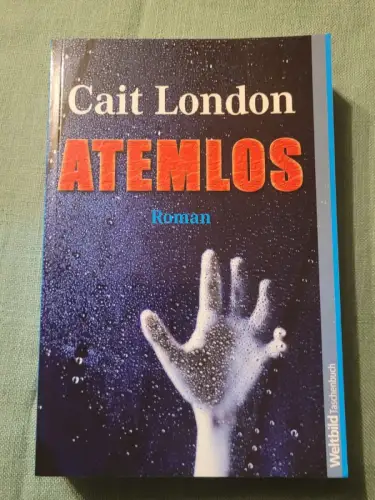 Cait London
ATEMLOS
Roman
Weltbild Taschenbuch